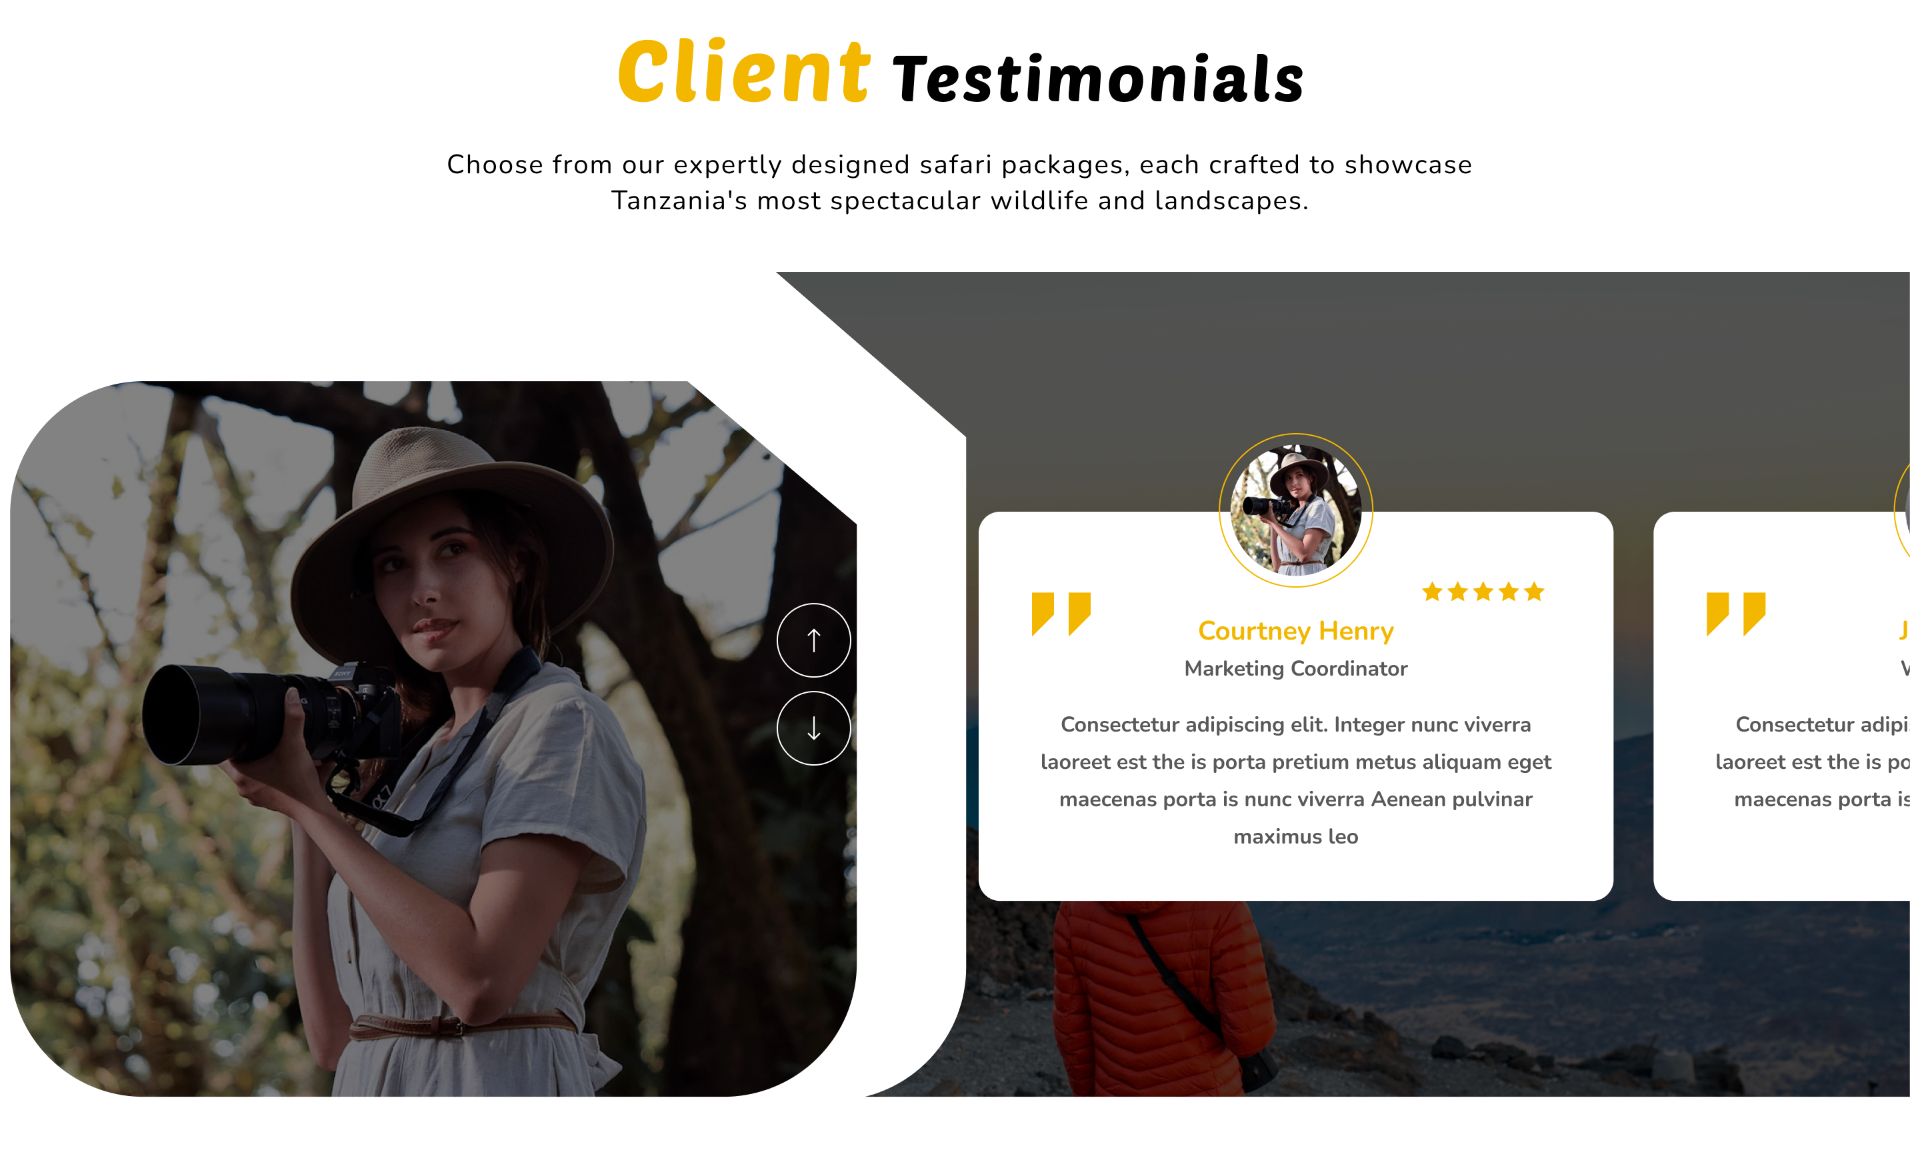 Client Testimonials
Choose from our expertly designed safari packages, each crafted to showcase
Tanzania's most spectacular wildlife and landscapes.
SONY
α7
Courtney Henry
Marketing Coordinator
Consectetur adipiscing elit. Integer nunc viverra
laoreet est the is porta pretium metus aliquam eget
maecenas porta is nunc viverra Aenean pulvinar
maximus leo
J
W
Consectetur adipi
laoreet est the is po
maecenas porta is